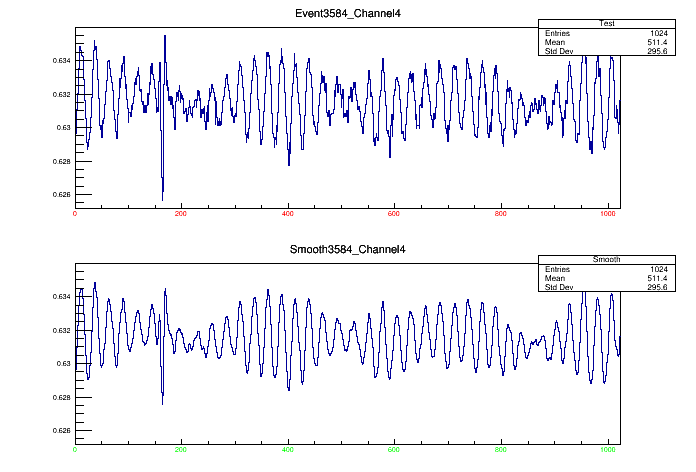 Event3584_Channel4
Test
Entries 1024
Mean 511.4
Std Dev 295.6
0.634
0.632
0.63
0.628
0.626
0 200 400 600 800 1000
Smooth3584_Channel4
Smooth
Entries 1024
Mean 511.4
Std Dev 295.6
0.634
0.632
0.63
0.628
0.626
0 200 400 600 800 1000